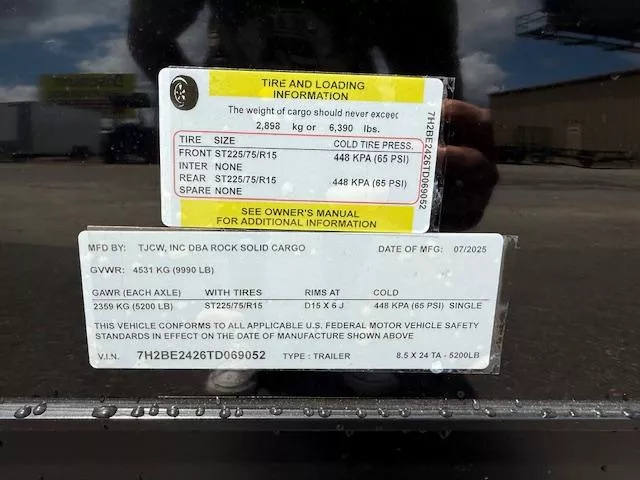 TIRE AND LOADING
INFORMATION
The weight of cargo should never exceed
2,898 kg or 6,390 lbs.
TIRE SIZE COLD TIRE PRESS.
FRONT ST225/75/R15 448 KPA (65 PSI)
INTER NONE
REAR ST225/75/R15 448 KPA (65 PSI)
SPARE NONE
SEE OWNER'S MANUAL
FOR ADDITIONAL INFORMATION
7H2BE2426TD069052
MFD BY: TJCW, INC DBA ROCK SOLID CARGO DATE OF MFG: 07/2025
GVWR: 4531 KG (9990 LB)
GAWR (EACH AXLE) WITH TIRES RIMS AT COLD
2359 KG (5200 LB) ST225/75/R15 D15 X 6 J 448 KPA (65 PSI) SINGLE
THIS VEHICLE CONFORMS TO ALL APPLICABLE U.S. FEDERAL MOTOR VEHICLE SAFETY
STANDARDS IN EFFECT ON THE DATE OF MANUFACTURE SHOWN ABOVE
V.I.N. 7H2BE2426TD069052 TYPE: TRAILER 8.5 X 24 TA - 5200LB